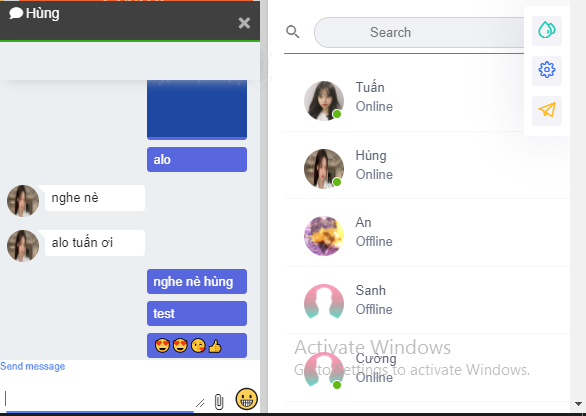 Hùng
×
alo
nghe nè
alo tuấn ơi
nghe nè hùng
test
😍😍😘👍
Send message
Search
Tuấn
Online
Hùng
Online
An
Offline
Sanh
Offline
Cường
Online
Activate Windows
Go to Settings to activate Windows.